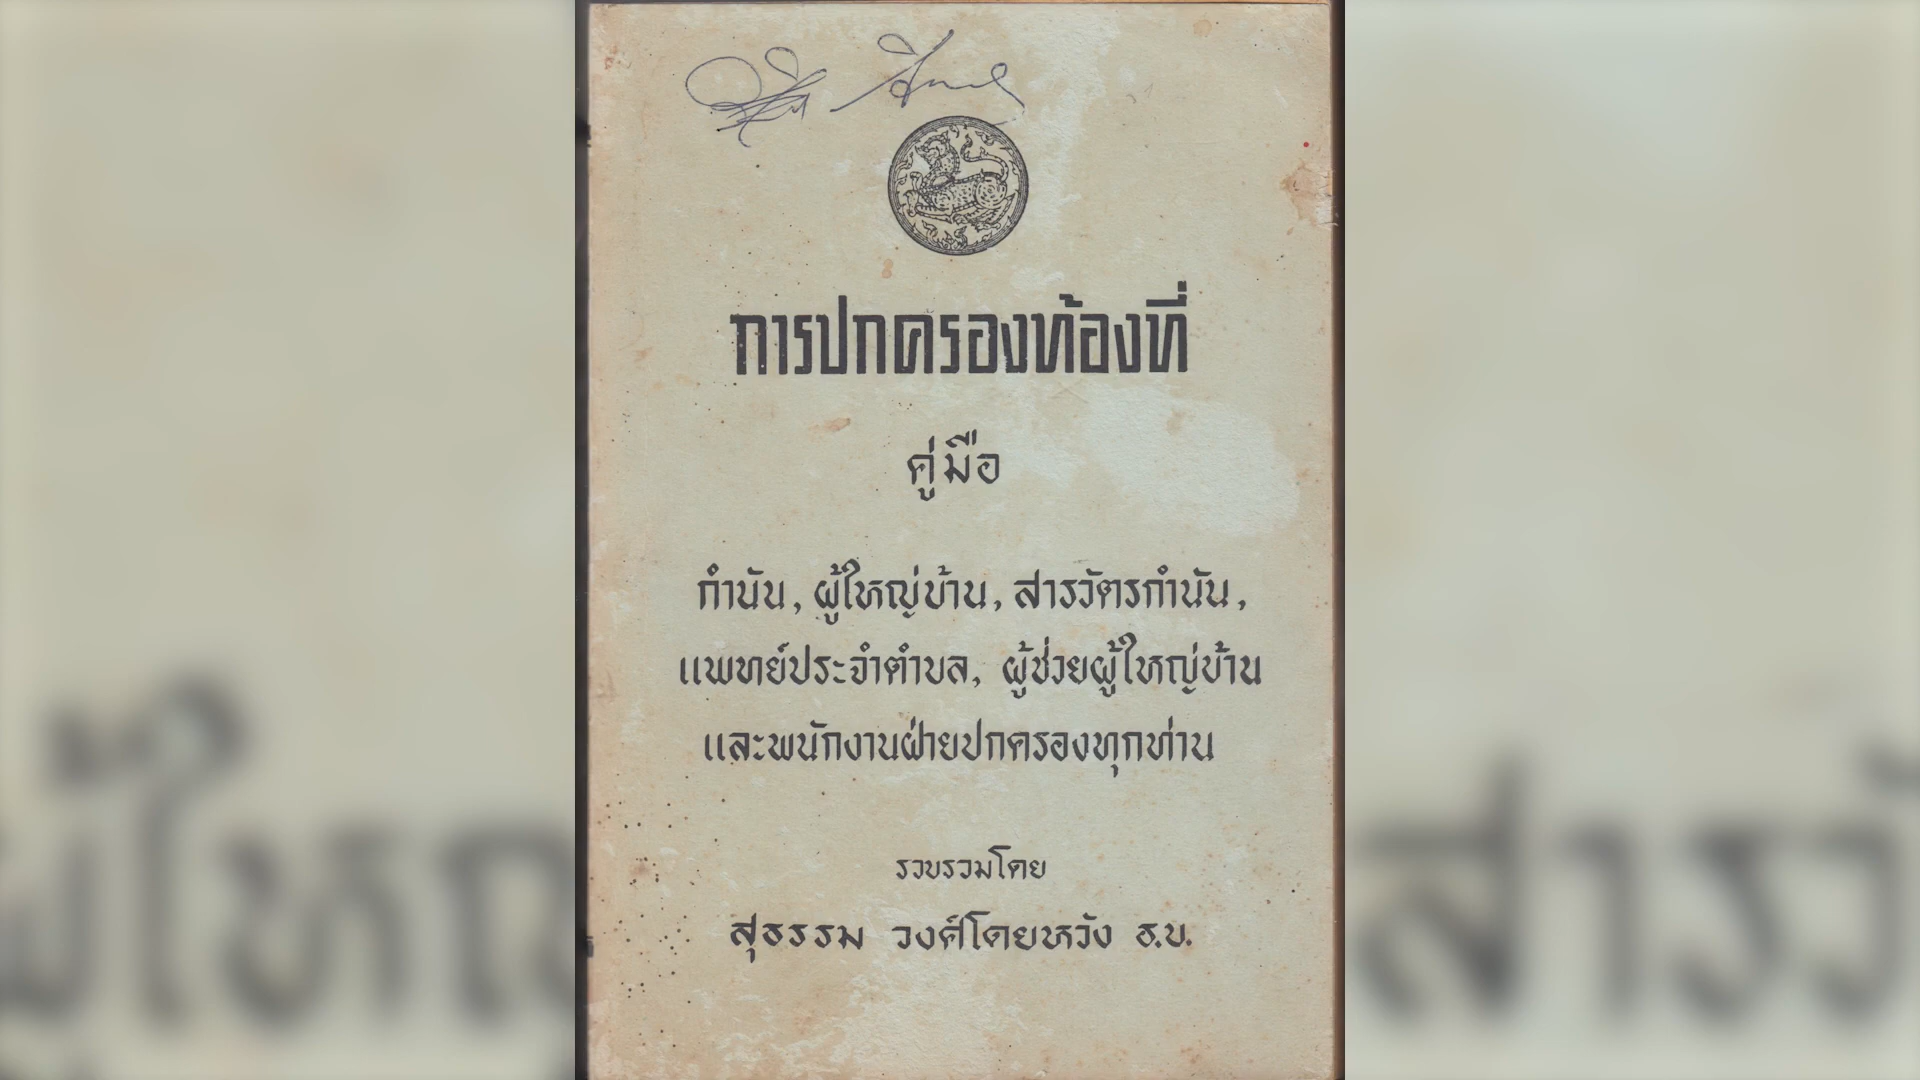 การปกครองท้องที่
คู่มือ
กำนัน, ผู้ใหญ่บ้าน, สารวัตรกำนัน,
แพทย์ประจำตำบล, ผู้ช่วยผู้ใหญ่บ้าน
และพนักงานฝ่ายปกครองทุกท่าน
รวบรวมโดย
สุธรรม วงศ์โดยหวัง ธ.บ.